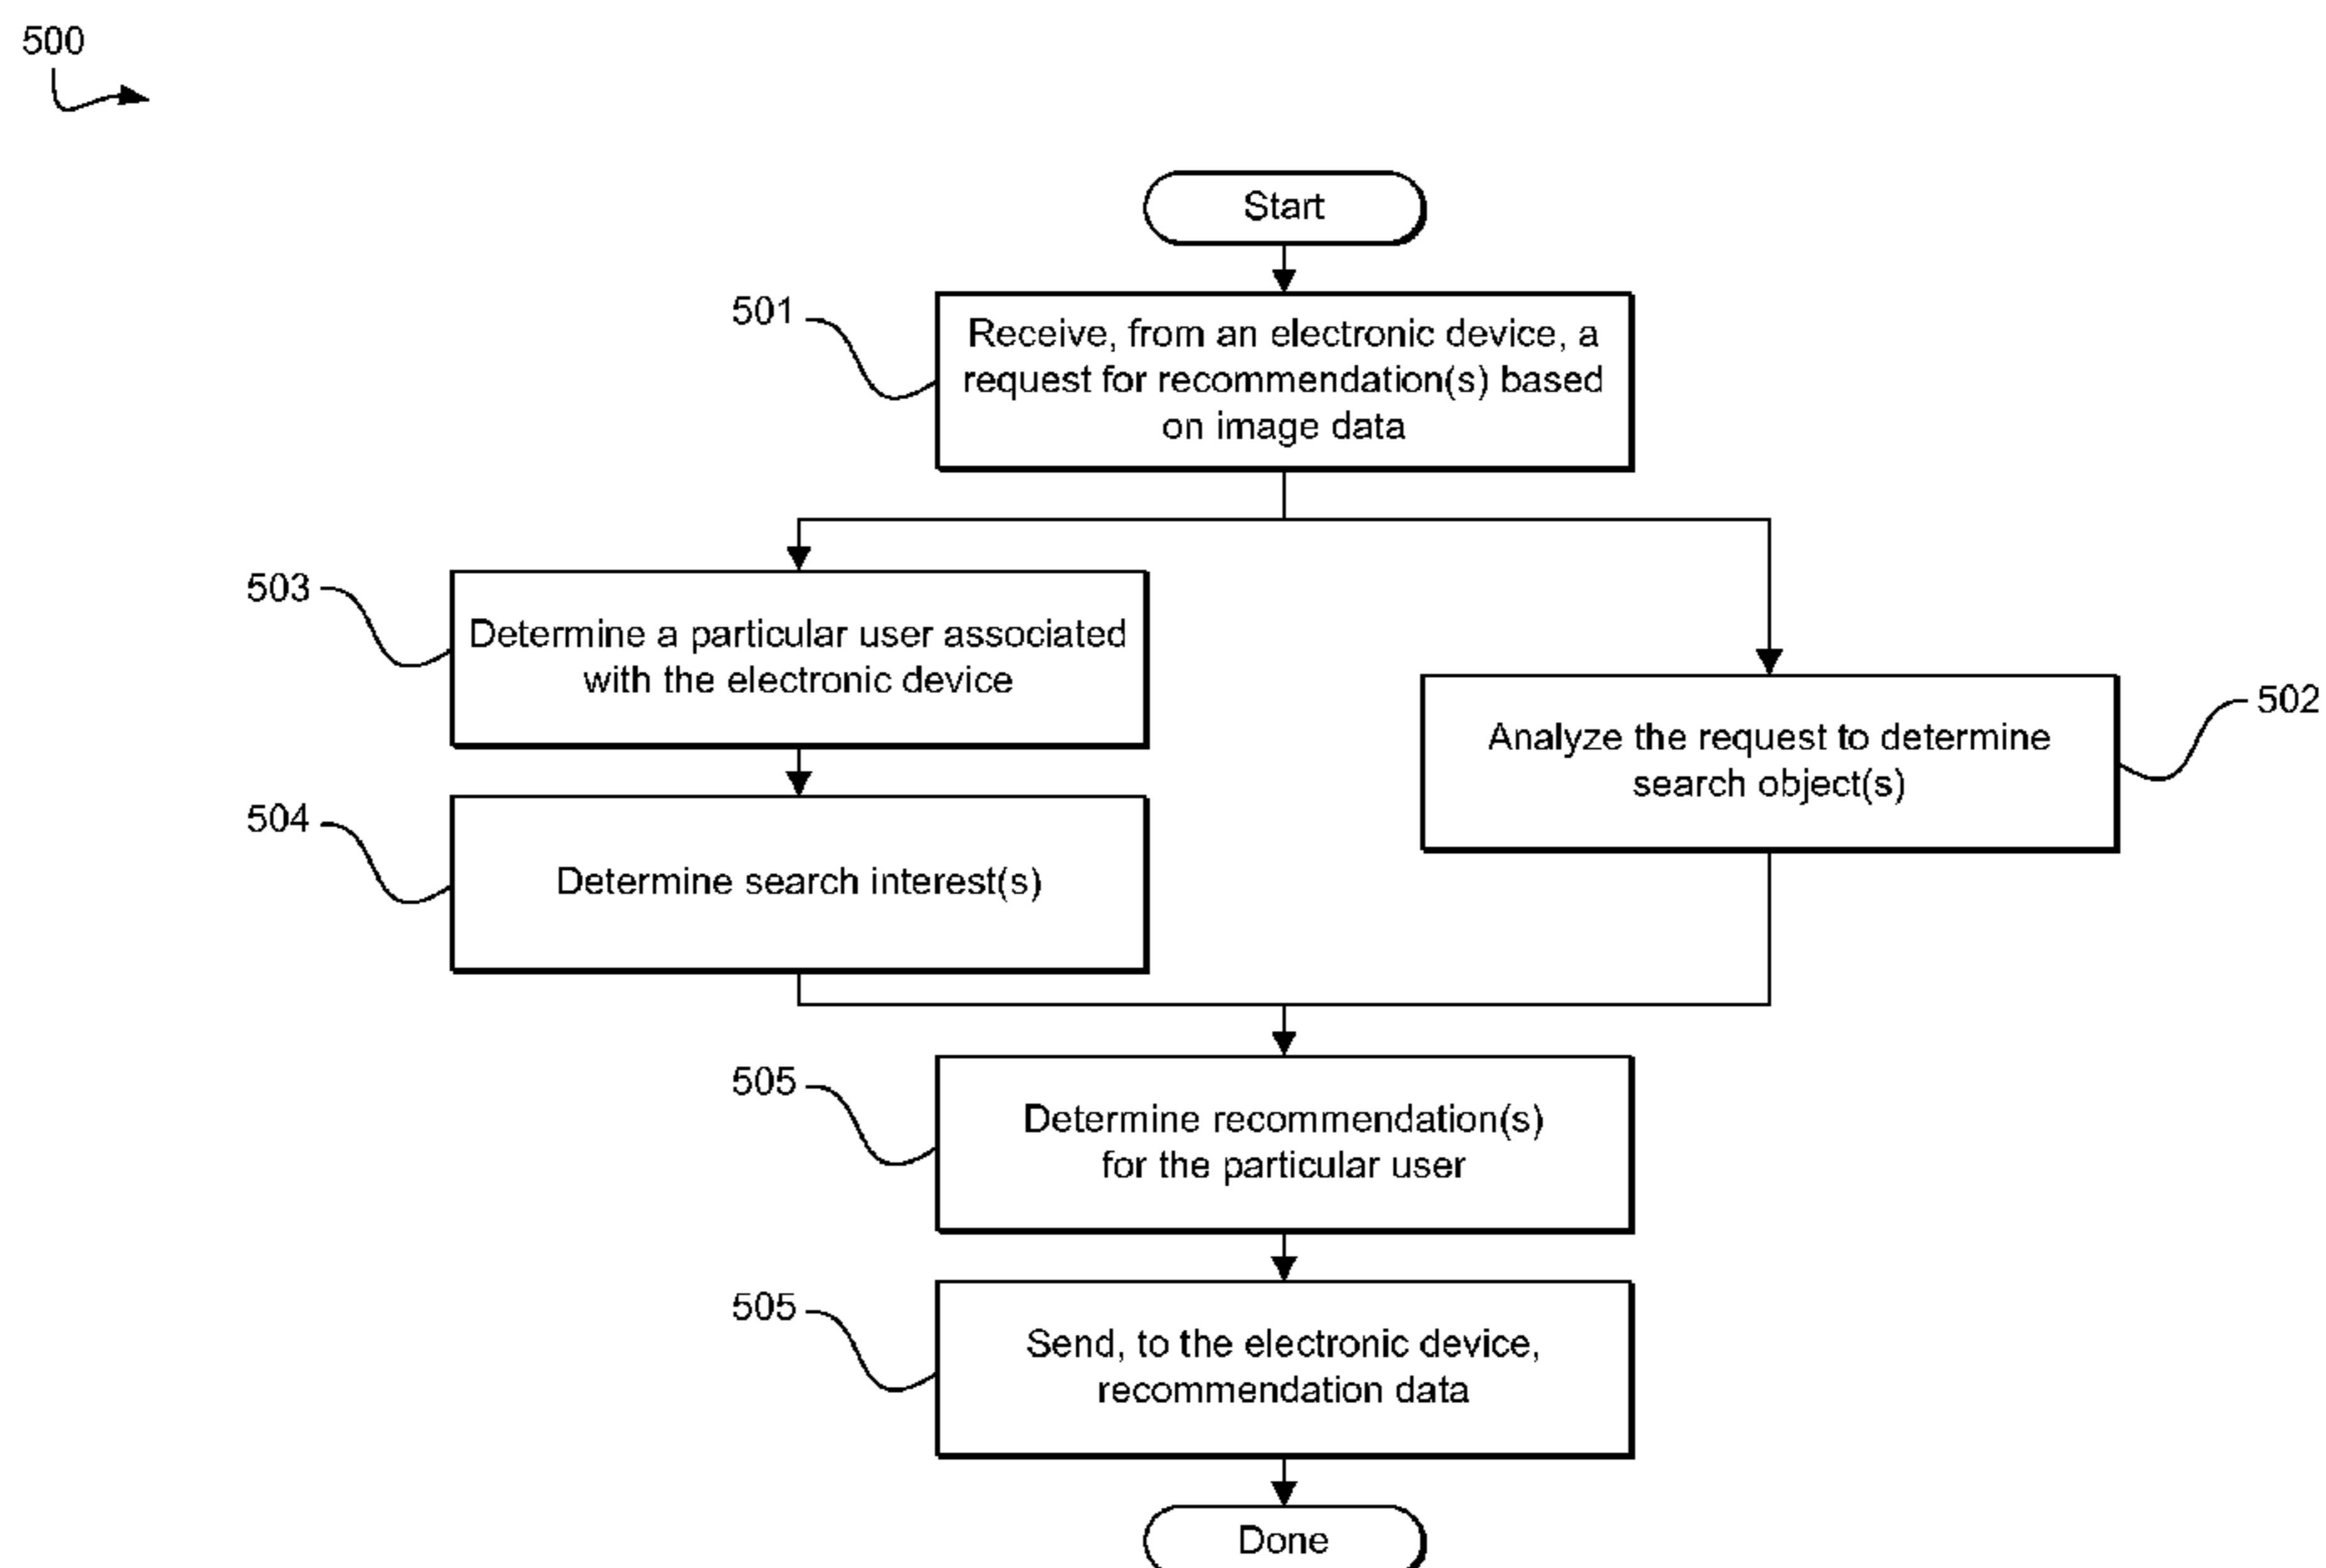 500
Start
501
Receive, from an electronic device, a
request for recommendation(s) based
on image data
503
Determine a particular user associated
with the electronic device
502
Analyze the request to determine
search object(s)
504
Determine search interest(s)
505
Determine recommendation(s)
for the particular user
505
Send, to the electronic device,
recommendation data
Done